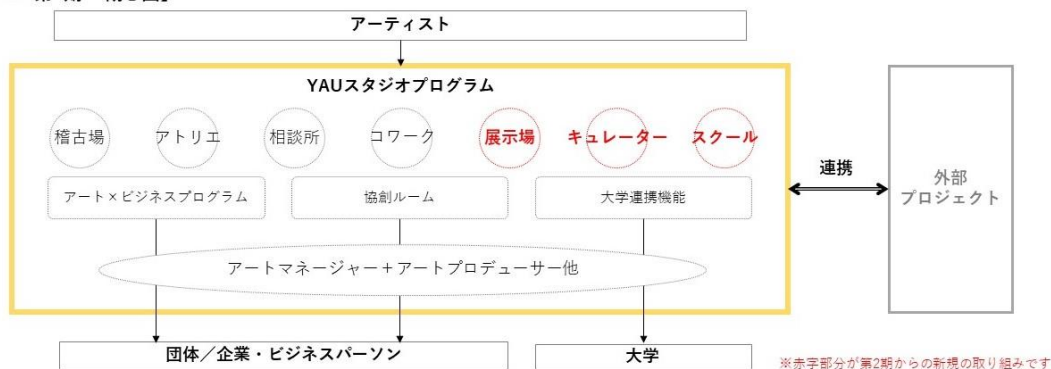 アーティスト
YAUスタジオプログラム
稽古場 アトリエ 相談所 コワーク 展示場 キュレーター スクール
アート×ビジネスプログラム 協創ルーム 大学連携機能
連携
外部
プロジェクト
アートマネージャー＋アートプロデューサー他
団体／企業・ビジネスパーソン 大学
※赤字部分が第2期からの新規の取り組みです